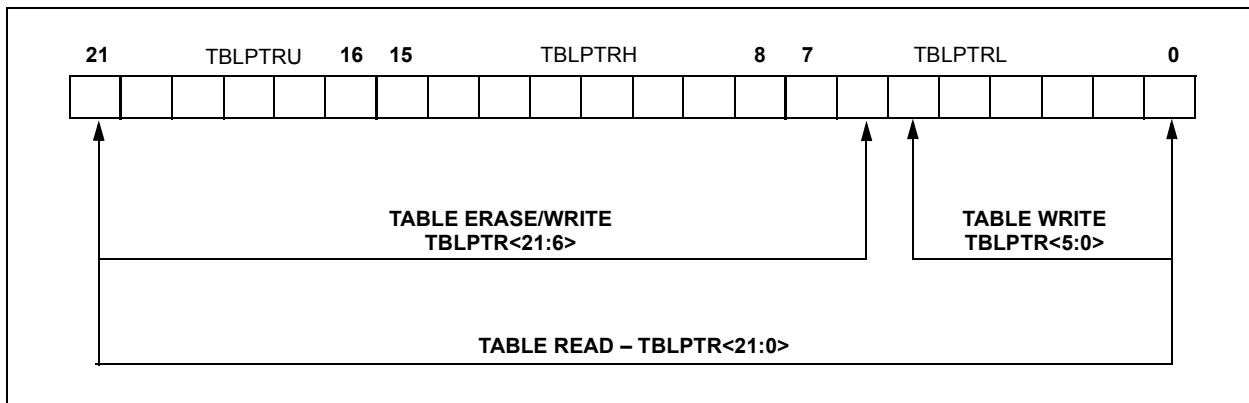 21 TBLPTRU 16 15 TBLPTRH 8 7 TBLPTRL 0
TABLE ERASE/WRITE
TBLPTR<21:6>
TABLE WRITE
TBLPTR<5:0>
TABLE READ – TBLPTR<21:0>